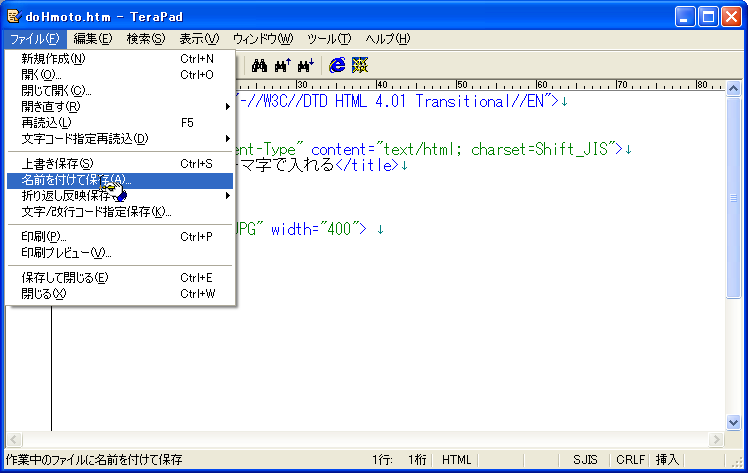 doHmoto.htm - TeraPad
ファイル(F) 編集(E) 検索(S) 表示(V) ウィンドウ(W) ツール(T) ヘルプ(H)
新規作成(N) Ctrl+N
開く(O)... Ctrl+O
閉じて開く(C)...
開き直す(R)
再読込(L) F5
文字コード指定再読込(D)
上書き保存(S) Ctrl+S
名前を付けて保存(A)...
折り返し反映保存
文字/改行コード指定保存(K)...
印刷(P)... Ctrl+P
印刷プレビュー(V)...
保存して閉じる(E) Ctrl+E
閉じる(X) Ctrl+W
30 40 50 60 70 80
"-//W3C//DTD HTML 4.01 Transitional//EN">↓
ent-Type" content="text/html; charset=Shift_JIS">↓
ーマ字で入れる</title>↓
JPG" width="400"> ↓
作業中のファイルに名前を付けて保存 1行: 1桁 HTML SJIS CRLF 挿入